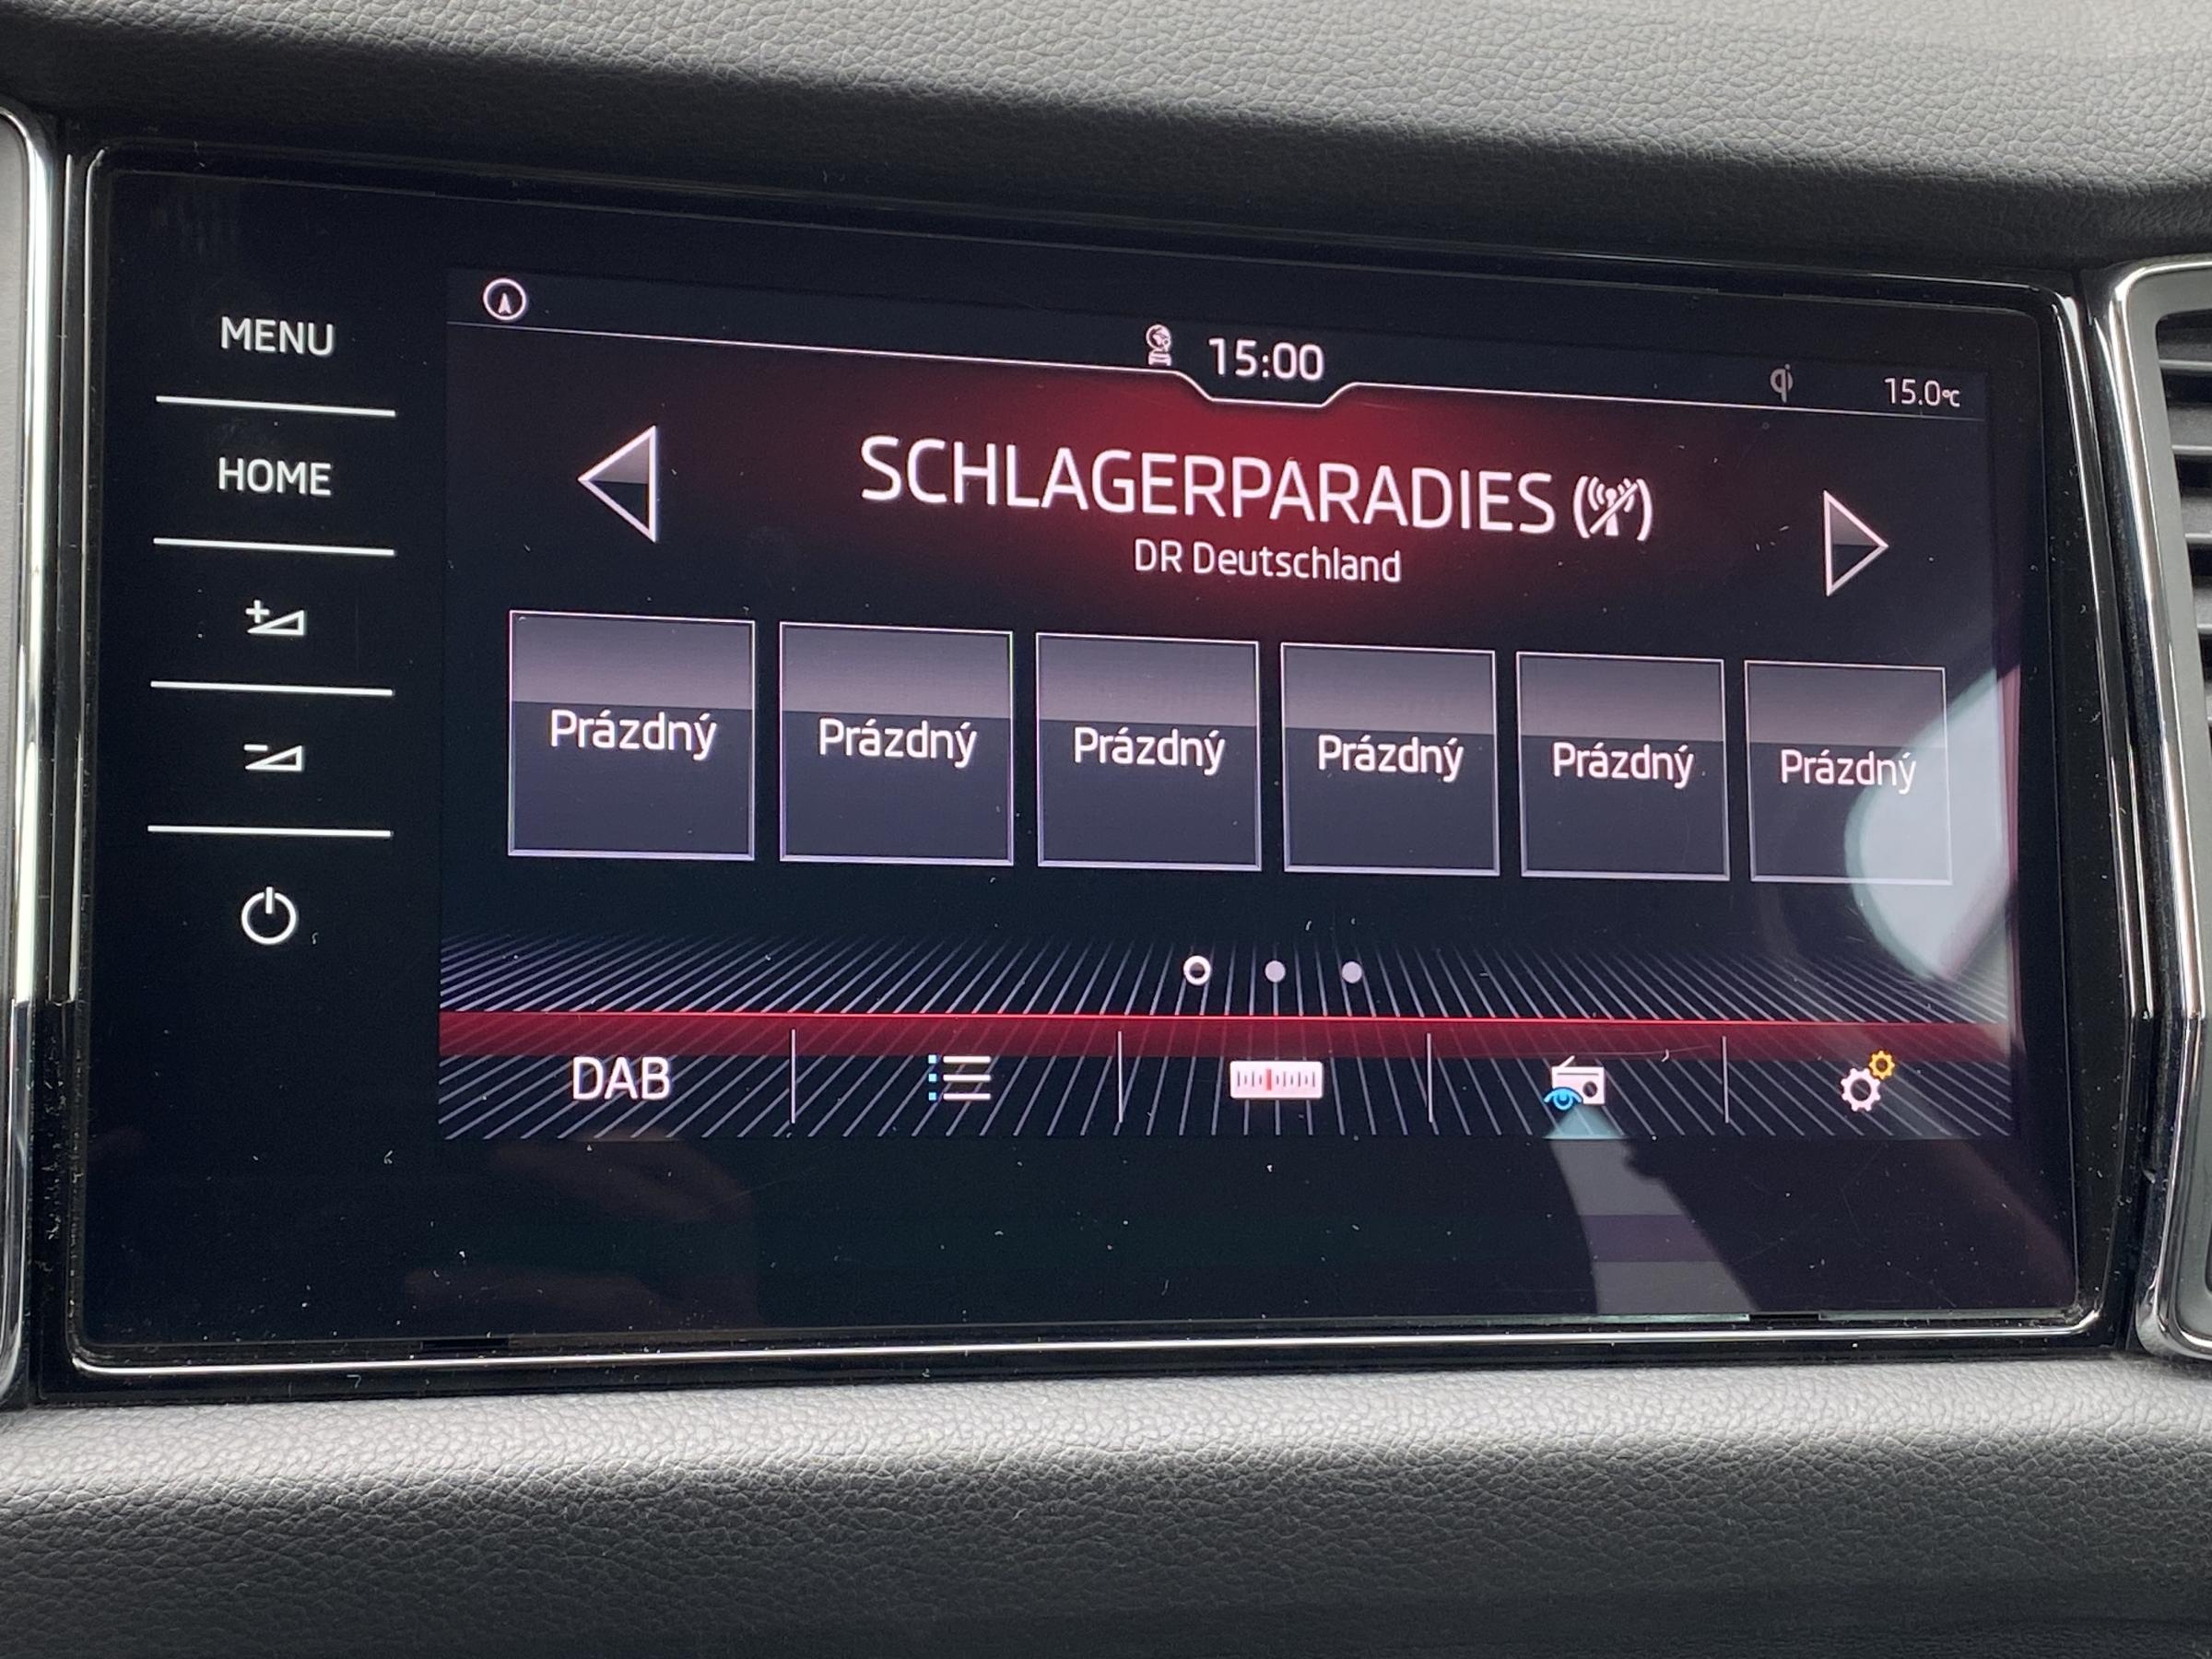 MENU
HOME
15:00
15.0°C
SCHLAGERPARADIES
DR Deutschland
Prázdný
Prázdný
Prázdný
Prázdný
Prázdný
Prázdný
DAB